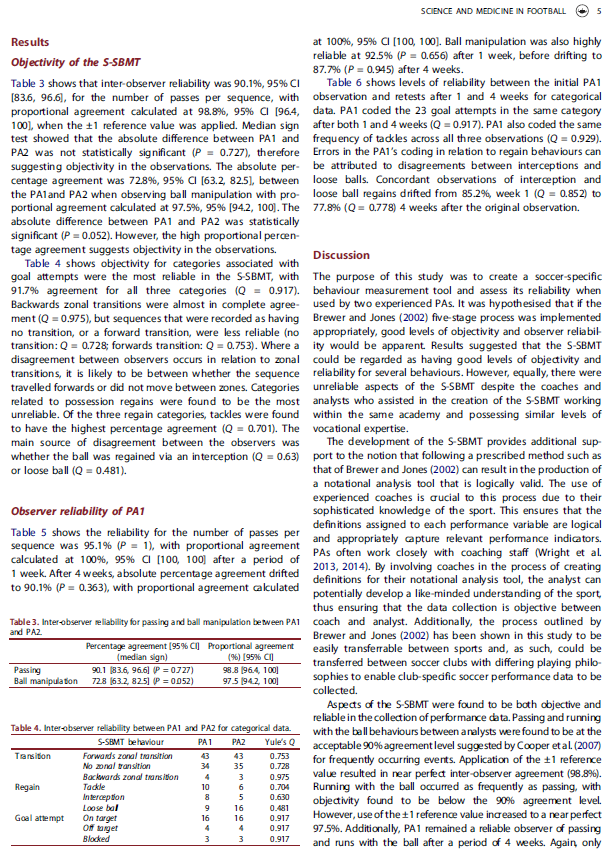 SCIENCE AND MEDICINE IN FOOTBALL 5
Results
Objectivity of the S-SBMT
Table 3 shows that inter-observer reliability was 90.1%, 95% CI
[83.6, 96.6], for the number of passes per sequence, with
proportional agreement calculated at 98.8%, 95% CI [96.4,
100], when the ±1 reference value was applied. Median sign
test showed that the absolute difference between PA1 and
PA2 was not statistically significant (P = 0.727), therefore
suggesting objectivity in the observations. The absolute per-
centage agreement was 72.8%, 95% CI [63.2, 82.5], between
the PA1and PA2 when observing ball manipulation with pro-
portional agreement calculated at 97.5%, 95% [94.2, 100]. The
absolute difference between PA1 and PA2 was statistically
significant (P = 0.052). However, the high proportional percen-
tage agreement suggests objectivity in the observations.
Table 4 shows objectivity for categories associated with
goal attempts were the most reliable in the S-SBMT, with
91.7% agreement for all three categories (Q = 0.917).
Backwards zonal transitions were almost in complete agree-
ment (Q = 0.975), but sequences that were recorded as having
no transition, or a forward transition, were less reliable (no
transition: Q = 0.728; forwards transition: Q = 0.753). Where a
disagreement between observers occurs in relation to zonal
transitions, it is likely to be between whether the sequence
travelled forwards or did not move between zones. Categories
related to possession regains were found to be the most
unreliable. Of the three regain categories, tackles were found
to have the highest percentage agreement (Q = 0.701). The
main source of disagreement between the observers was
whether the ball was regained via an interception (Q = 0.63)
or loose ball (Q = 0.481).
Observer reliability of PA1
Table 5 shows the reliability for the number of passes per
sequence was 95.1% (P = 1), with proportional agreement
calculated at 100%, 95% CI [100, 100] after a period of
1 week. After 4 weeks, absolute percentage agreement drifted
to 90.1% (P = 0.363), with proportional agreement calculated
Table 3. Inter-observer reliability for passing and ball manipulation between PA1
and PA2.
Percentage agreement [95% CI] Proportional agreement
(median sign) (%) [95% CI]
Passing 90.1 [83.6, 96.6] (P = 0.727) 98.8 [96.4, 100]
Ball manipulation 72.8 [63.2, 82.5] (P = 0.052) 97.5 [94.2, 100]
Table 4. Inter-observer reliability between PA1 and PA2 for categorical data.
S-SBMT behaviour PA1 PA2 Yule's Q
Transition Forwards zonal transition 43 43 0.753
No zonal transition 34 35 0.728
Backwards zonal transition 4 3 0.975
Regain Tackle 10 6 0.704
Interception 8 5 0.630
Loose ball 9 16 0.481
Goal attempt On target 16 16 0.917
Off target 4 4 0.917
Blocked 3 3 0.917
at 100%, 95% CI [100, 100]. Ball manipulation was also highly
reliable at 92.5% (P = 0.656) after 1 week, before drifting to
87.7% (P = 0.945) after 4 weeks.
Table 6 shows levels of reliability between the initial PA1
observation and retests after 1 and 4 weeks for categorical
data. PA1 coded the 23 goal attempts in the same category
after both 1 and 4 weeks (Q = 0.917). PA1 also coded the same
frequency of tackles across all three observations (Q = 0.929).
Errors in the PA1's coding in relation to regain behaviours can
be attributed to disagreements between interceptions and
loose balls. Concordant observations of interception and
loose ball regains drifted from 85.2%, week 1 (Q = 0.852) to
77.8% (Q = 0.778) 4 weeks after the original observation.
Discussion
The purpose of this study was to create a soccer-specific
behaviour measurement tool and assess its reliability when
used by two experienced PAs. It was hypothesised that if the
Brewer and Jones (2002) five-stage process was implemented
appropriately, good levels of objectivity and observer reliabil-
ity would be apparent. Results suggested that the S-SBMT
could be regarded as having good levels of objectivity and
reliability for several behaviours. However, equally, there were
unreliable aspects of the S-SBMT despite the coaches and
analysts who assisted in the creation of the S-SBMT working
within the same academy and possessing similar levels of
vocational expertise.
The development of the S-SBMT provides additional sup-
port to the notion that following a prescribed method such as
that of Brewer and Jones (2002) can result in the production of
a notational analysis tool that is logically valid. The use of
experienced coaches is crucial to this process due to their
sophisticated knowledge of the sport. This ensures that the
definitions assigned to each performance variable are logical
and appropriately capture relevant performance indicators.
PAs often work closely with coaching staff (Wright et al.
2013, 2014). By involving coaches in the process of creating
definitions for their notational analysis tool, the analyst can
potentially develop a like-minded understanding of the sport,
thus ensuring that the data collection is objective between
coach and analyst. Additionally, the process outlined by
Brewer and Jones (2002) has been shown in this study to be
easily transferrable between sports and, as such, could be
transferred between soccer clubs with differing playing philo-
sophies to enable club-specific soccer performance data to be
collected.
Aspects of the S-SBMT were found to be both objective and
reliable in the collection of performance data. Passing and running
with the ball behaviours between analysts were found to be at the
acceptable 90% agreement level suggested by Cooper et al. (2007)
for frequently occurring events. Application of the ±1 reference
value resulted in near perfect inter-observer agreement (98.8%).
Running with the ball occurred as frequently as passing, with
objectivity found to be below the 90% agreement level.
However, use of the ±1 reference value increased to a near perfect
97.5%. Additionally, PA1 remained a reliable observer of passing
and runs with the ball after a period of 4 weeks. Again, only